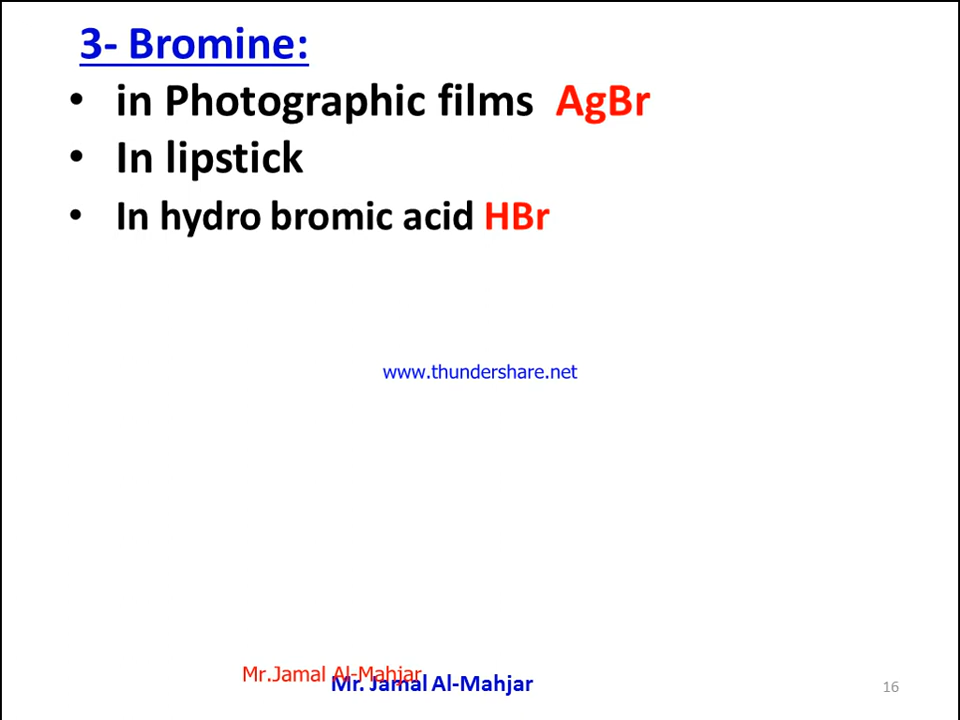 3- Bromine:
• in Photographic films AgBr
• In lipstick
• In hydro bromic acid HBr
www.thundershare.net
Mr.Jamal Al-Mahjar
Mr. Jamal Al-Mahjar
16